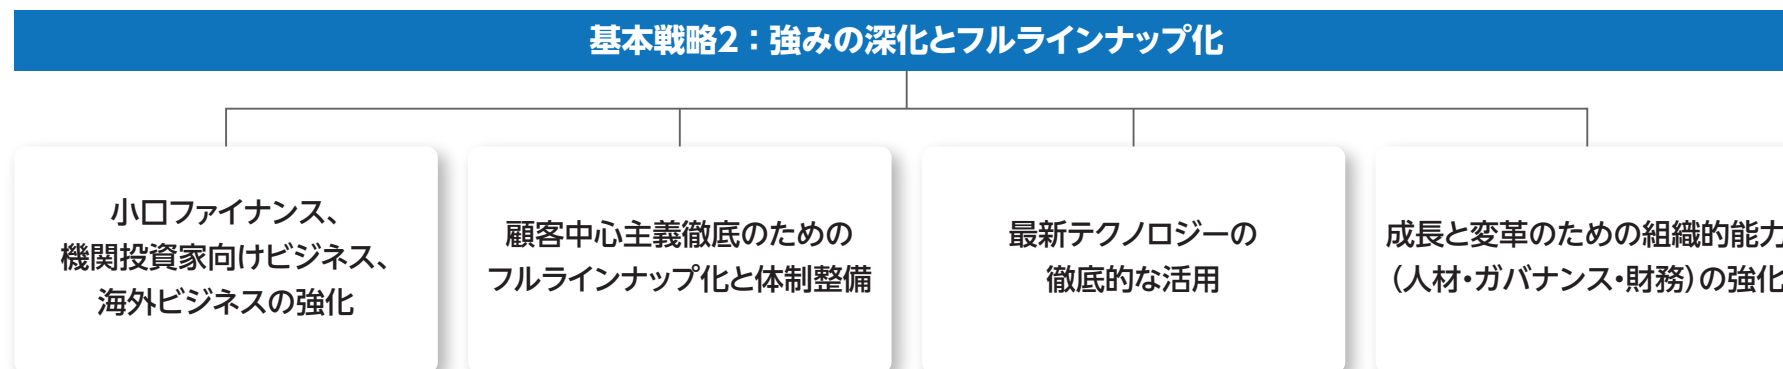 基本戦略2：強みの深化とフルラインナップ化
小口ファイナンス、
機関投資家向けビジネス、
海外ビジネスの強化
顧客中心主義徹底のための
フルラインナップ化と体制整備
最新テクノロジーの
徹底的な活用
成長と変革のための組織的能力
（人材・ガバナンス・財務）の強化